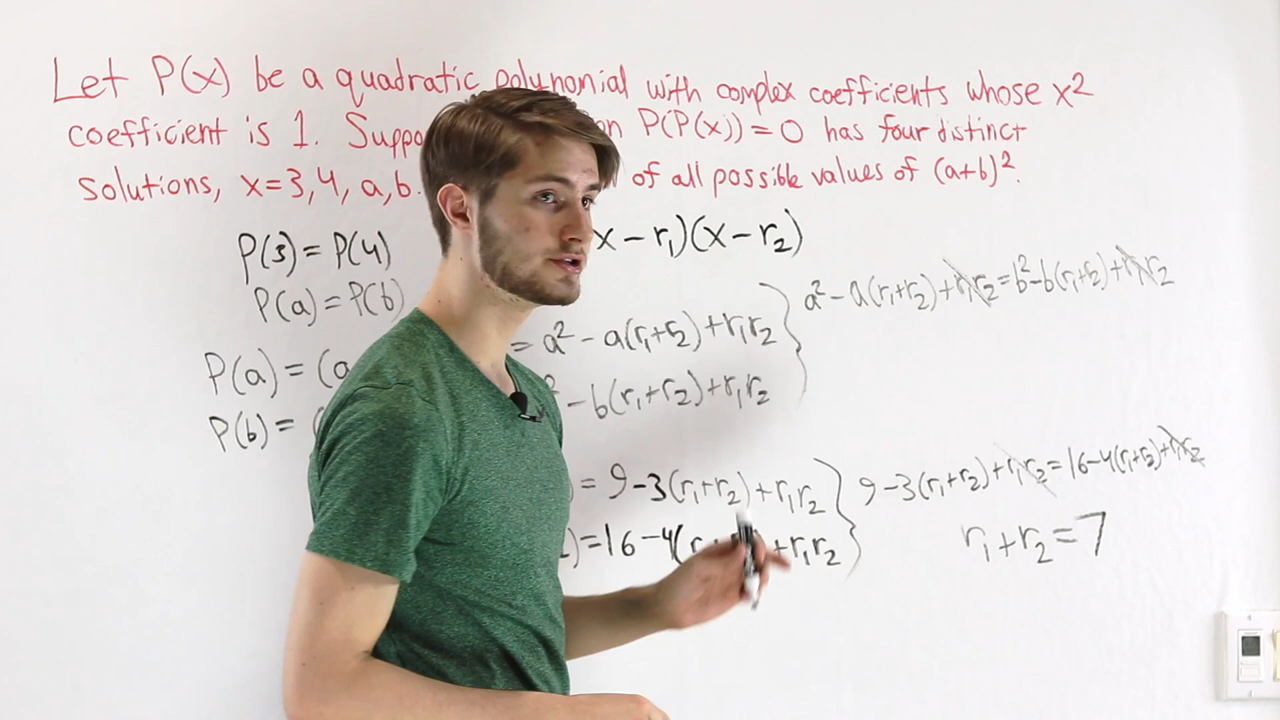 Let P(x) be a quadratic polynomial with complex coefficients whose x²
coefficient is 1. Suppo on P(P(x))=0 has four distinct
solutions, x=3,4, a,b. of all possible values of (a+b)².
P(3)=P(4) x-r₁)(x-r₂)
P(a)=P(b)
a²-a(r₁+r₂)+r₁r₂=b²-b(r₁+r₂)+r₁r₂
P(a)=(a =a²-a(r₁+r₂)+r₁r₂
P(b)= -b(r₁+r₂)+r₁r₂
=9-3(r₁+r₂)+r₁r₂ 9-3(r₁+r₂)+r₁r₂=16-4(r₁+r₂)+r₁r₂
)=16-4(r +r₁r₂ r₁+r₂=7